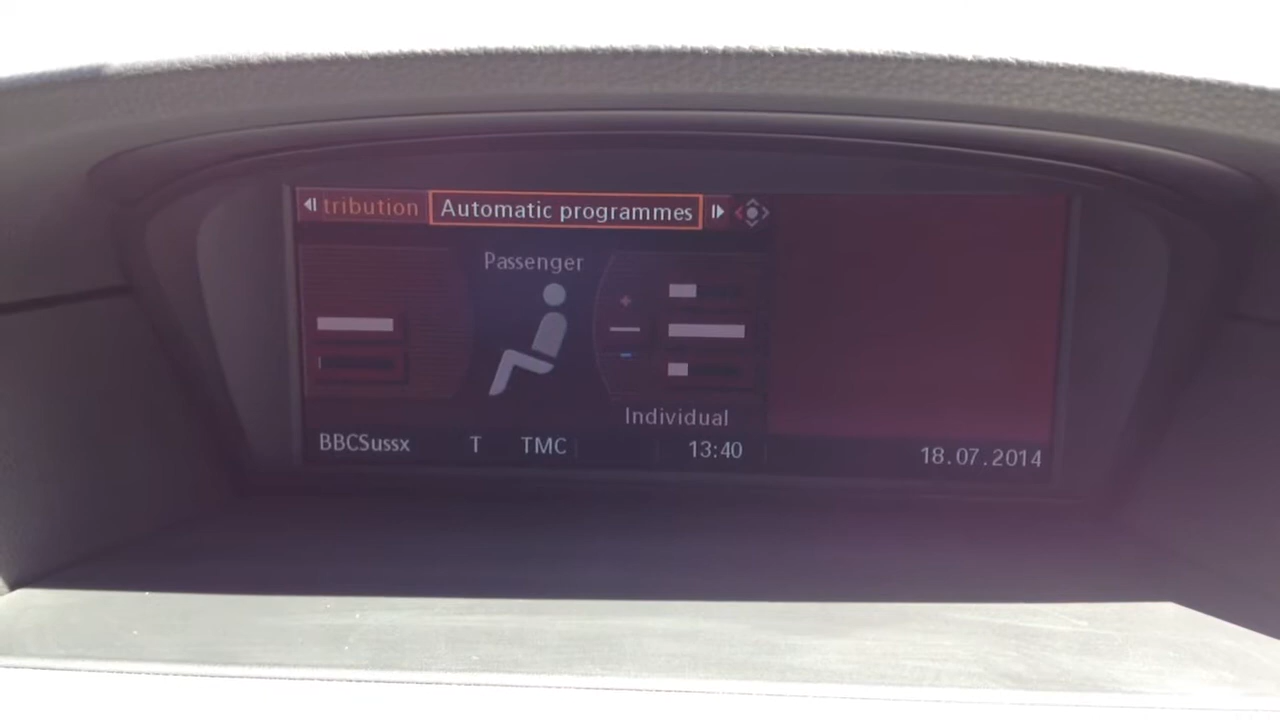 tribution Automatic programmes
Passenger
Individual
BBCSussx T TMC 13:40 18.07.2014